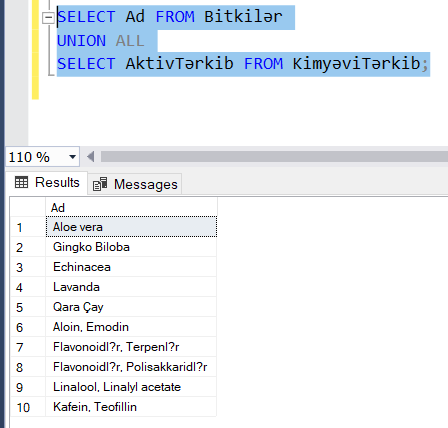 SELECT Ad FROM Bitkilər
UNION ALL
SELECT AktivTərkib FROM KimyəviTərkib;
110 %
Results Messages
Ad
1 Aloe vera
2 Gingko Biloba
3 Echinacea
4 Lavanda
5 Qara Çay
6 Aloin, Emodin
7 Flavonoidl?r, Terpenl?r
8 Flavonoidl?r, Polisakkaridl?r
9 Linalool, Linalyl acetate
10 Kafein, Teofillin